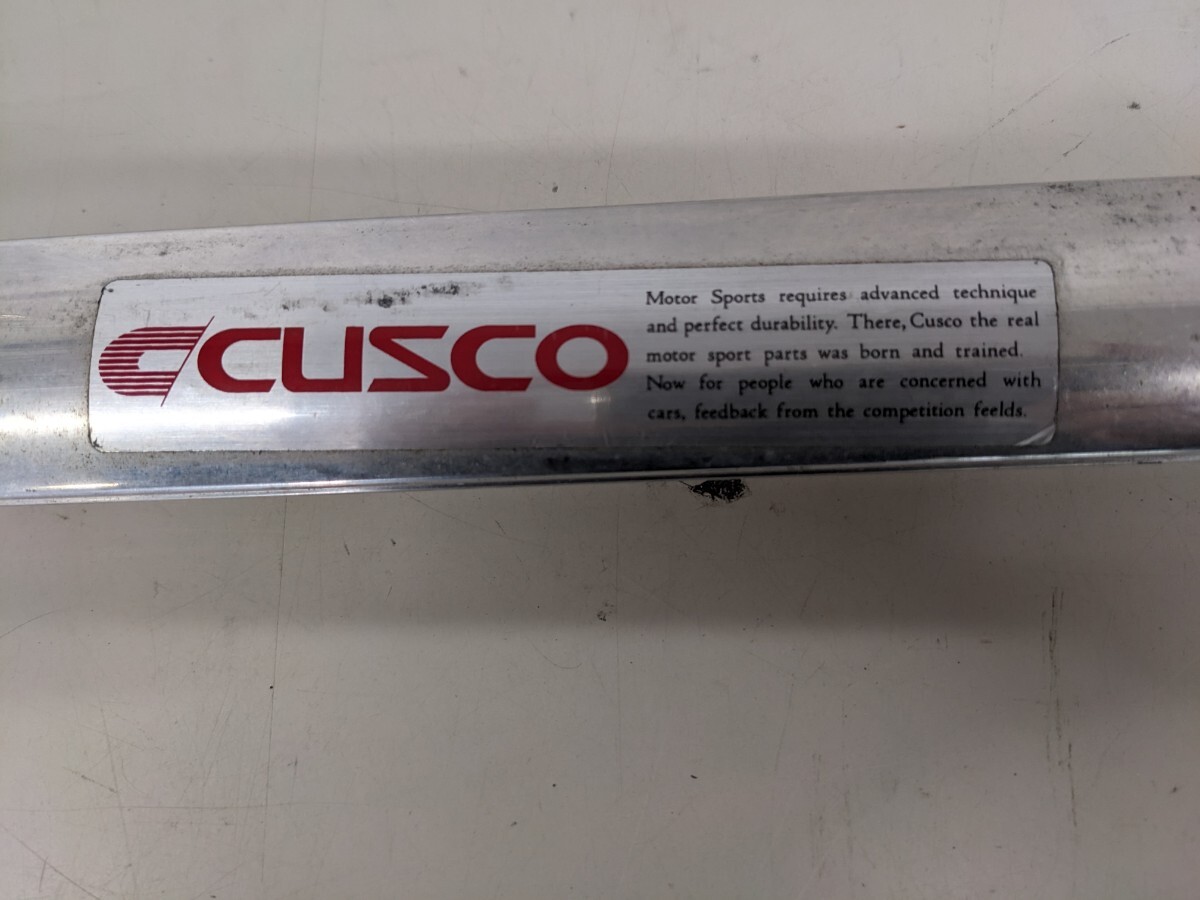 CUSCO
Motor Sports requires advanced technique
and perfect durability. There, Cusco the real
motor sport parts was born and trained.
Now for people who are concerned with
cars, feedback from the competition feelds.